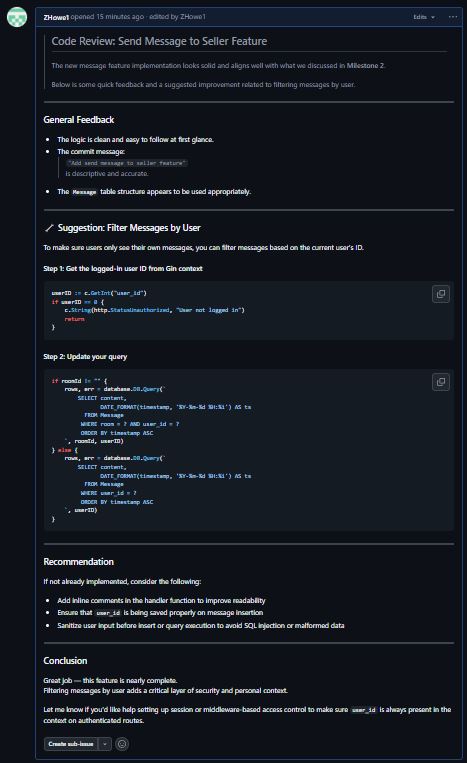 ZHowe1 opened 15 minutes ago · edited by ZHowe1
Edits
Code Review: Send Message to Seller Feature
The new message feature implementation looks solid and aligns well with what we discussed in Milestone 2.
Below is some quick feedback and a suggested improvement related to filtering messages by user.
General Feedback
The logic is clean and easy to follow at first glance.
The commit message:
"Add send message to seller feature"
is descriptive and accurate.
The Message table structure appears to be used appropriately.
Suggestion: Filter Messages by User
To make sure users only see their own messages, you can filter messages based on the current user's ID.
Step 1: Get the logged-in user ID from Gin context
userID := c.GetInt("user_id")
if userID == 0 {
c.String(http.StatusUnauthorized, "User not logged in")
return
}
Step 2: Update your query
if roomId != "" {
rows, err = database.DB.Query(`
SELECT content,
DATE_FORMAT(timestamp, '%Y-%m-%d %H:%i') AS ts
FROM Message
WHERE room = ? AND user_id = ?
ORDER BY timestamp ASC
`, roomId, userID)
} else {
rows, err = database.DB.Query(`
SELECT content,
DATE_FORMAT(timestamp, '%Y-%m-%d %H:%i') AS ts
FROM Message
WHERE user_id = ?
ORDER BY timestamp ASC
`, userID)
}
Recommendation
If not already implemented, consider the following:
Add inline comments in the handler function to improve readability
Ensure that user_id is being saved properly on message insertion
Sanitize user input before insert or query execution to avoid SQL injection or malformed data
Conclusion
Great job — this feature is nearly complete.
Filtering messages by user adds a critical layer of security and personal context.
Let me know if you'd like help setting up session or middleware-based access control to make sure user_id is always present in the
context on authenticated routes.
Create sub-issue